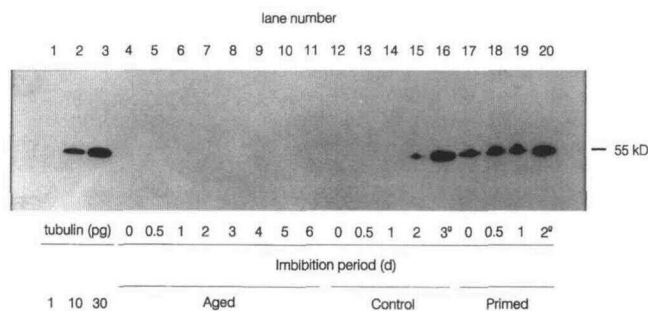 lane number
1 2 3 4 5 6 7 8 9 10 11 12 13 14 15 16 17 18 19 20
55 kD
tubulin (pg) 0 0.5 1 2 3 4 5 6 0 0.5 1 2 3ᵍ 0 0.5 1 2ᵍ
Imbibition period (d)
1 10 30 Aged Control Primed